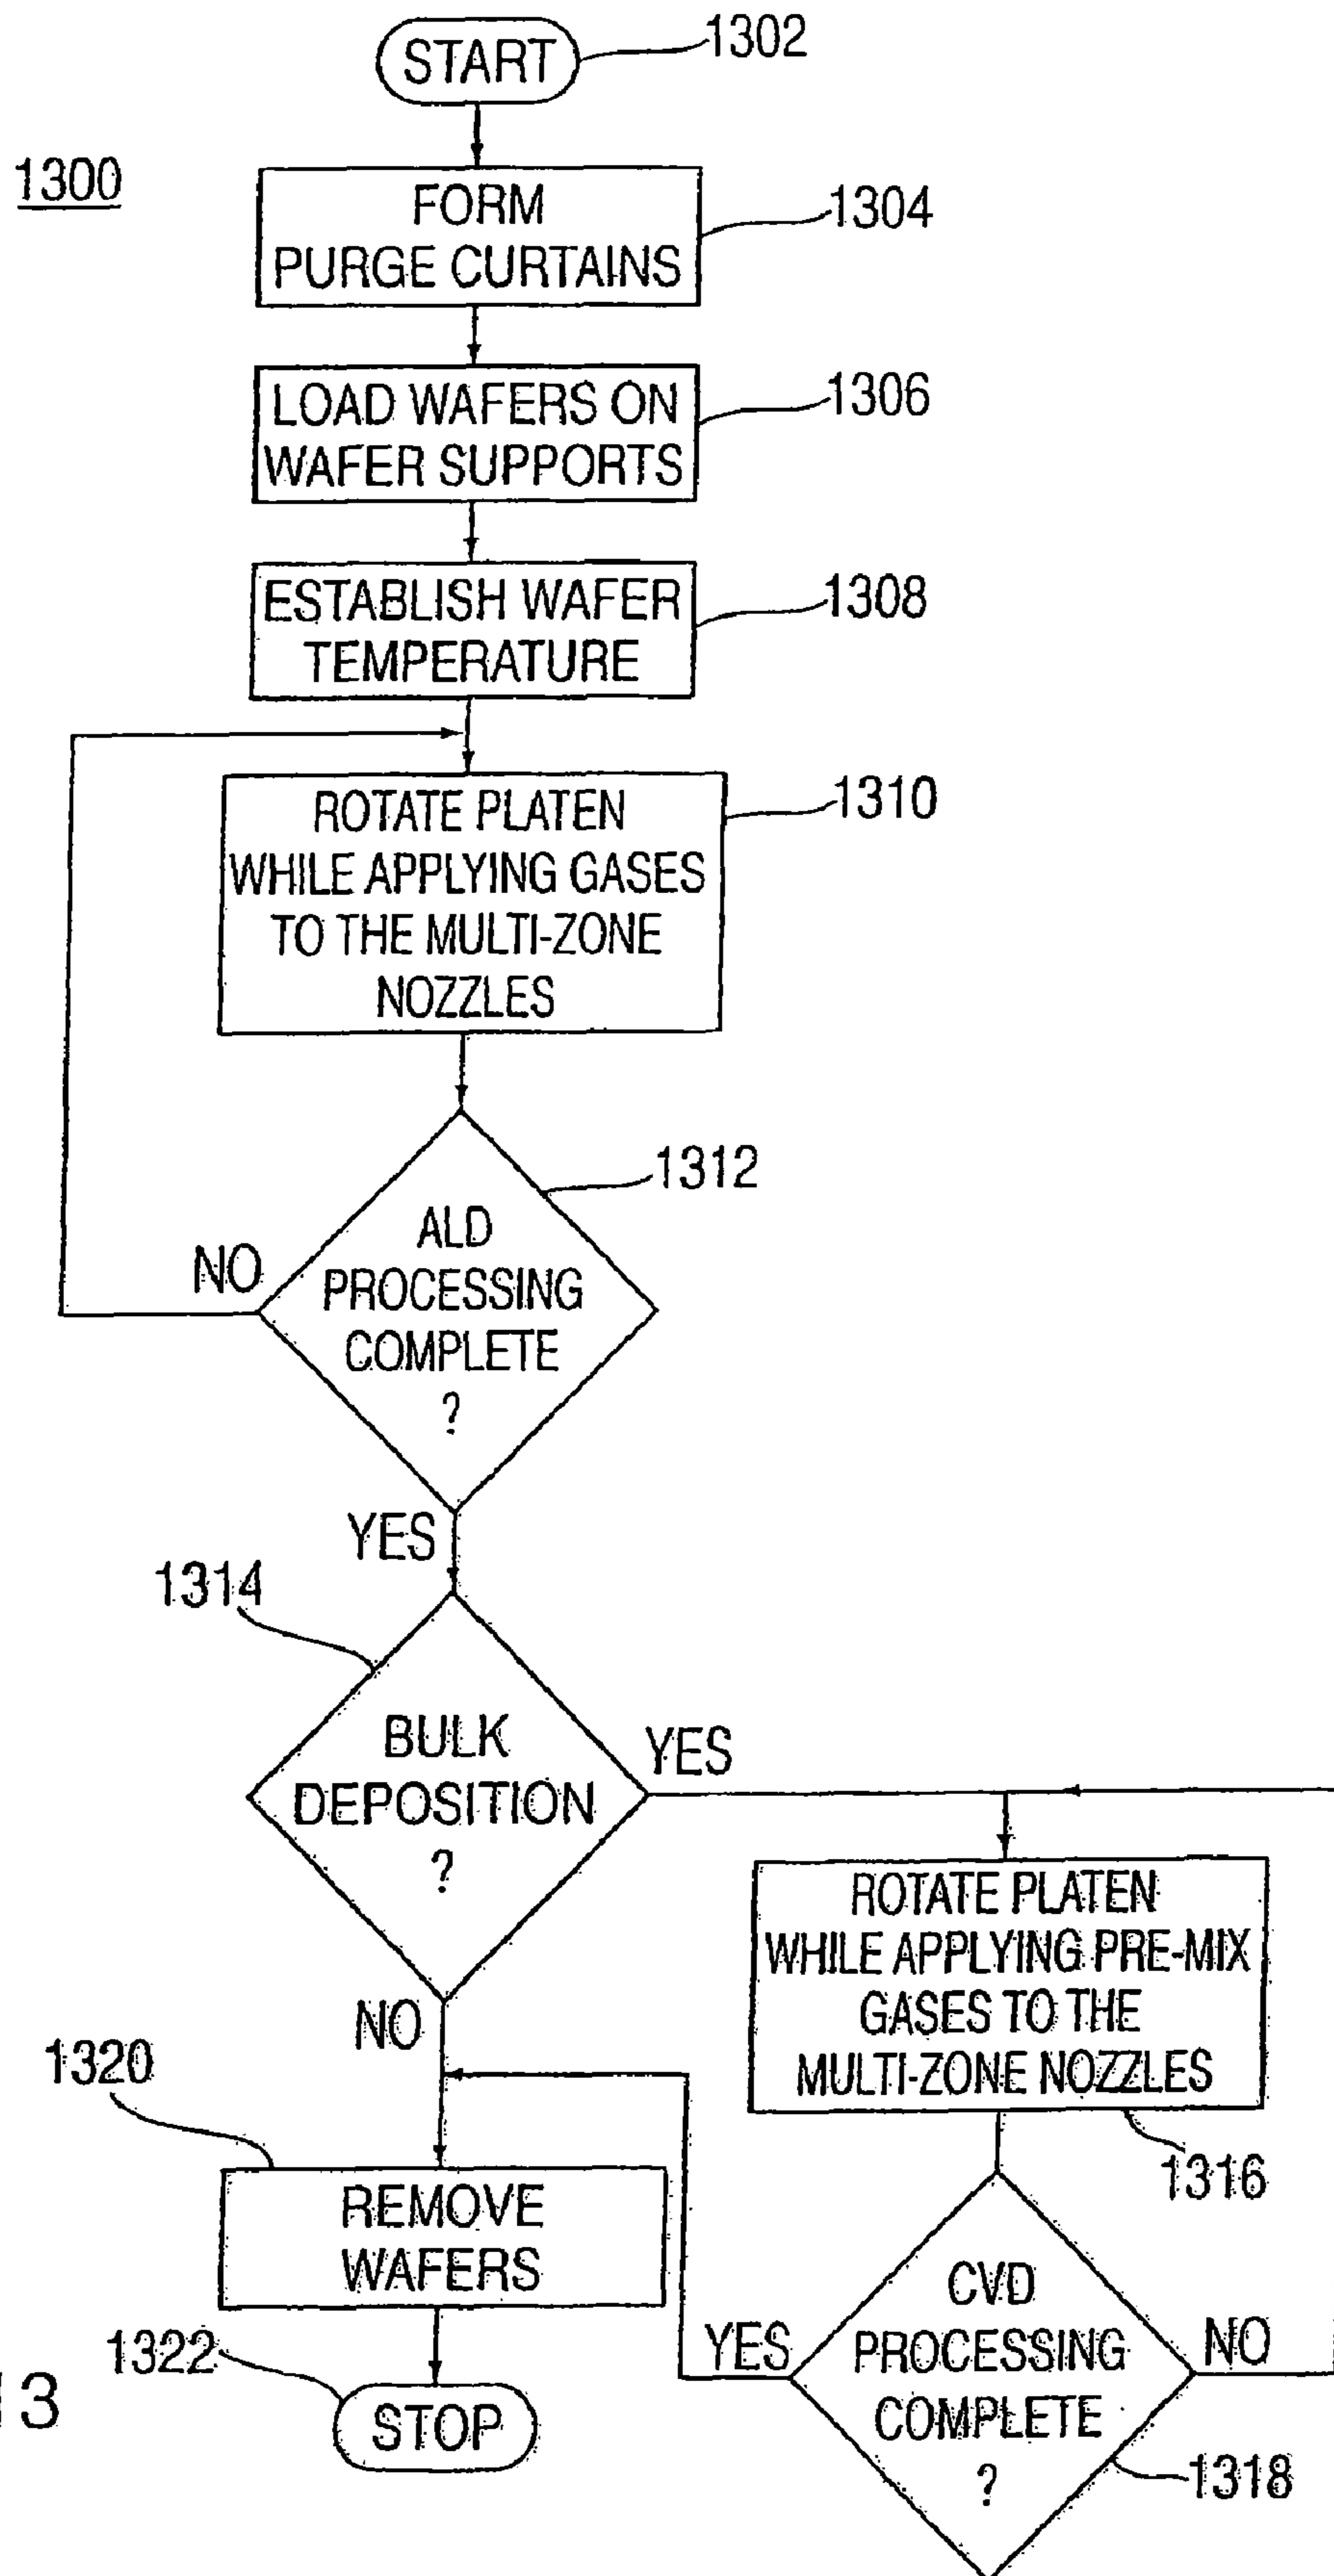 START
1302
1300
FORM
PURGE CURTAINS
1304
LOAD WAFERS ON
WAFER SUPPORTS
1306
ESTABLISH WAFER
TEMPERATURE
1308
ROTATE PLATEN
WHILE APPLYING GASES
TO THE MULTI-ZONE
NOZZLES
1310
1312
ALD
PROCESSING
COMPLETE
?
NO
YES
1314
BULK
DEPOSITION
?
YES
NO
ROTATE PLATEN
WHILE APPLYING PRE-MIX
GASES TO THE
MULTI-ZONE NOZZLES
1316
1320
REMOVE
WAFERS
CVD
PROCESSING
COMPLETE
?
YES
NO
1318
1322
STOP
3